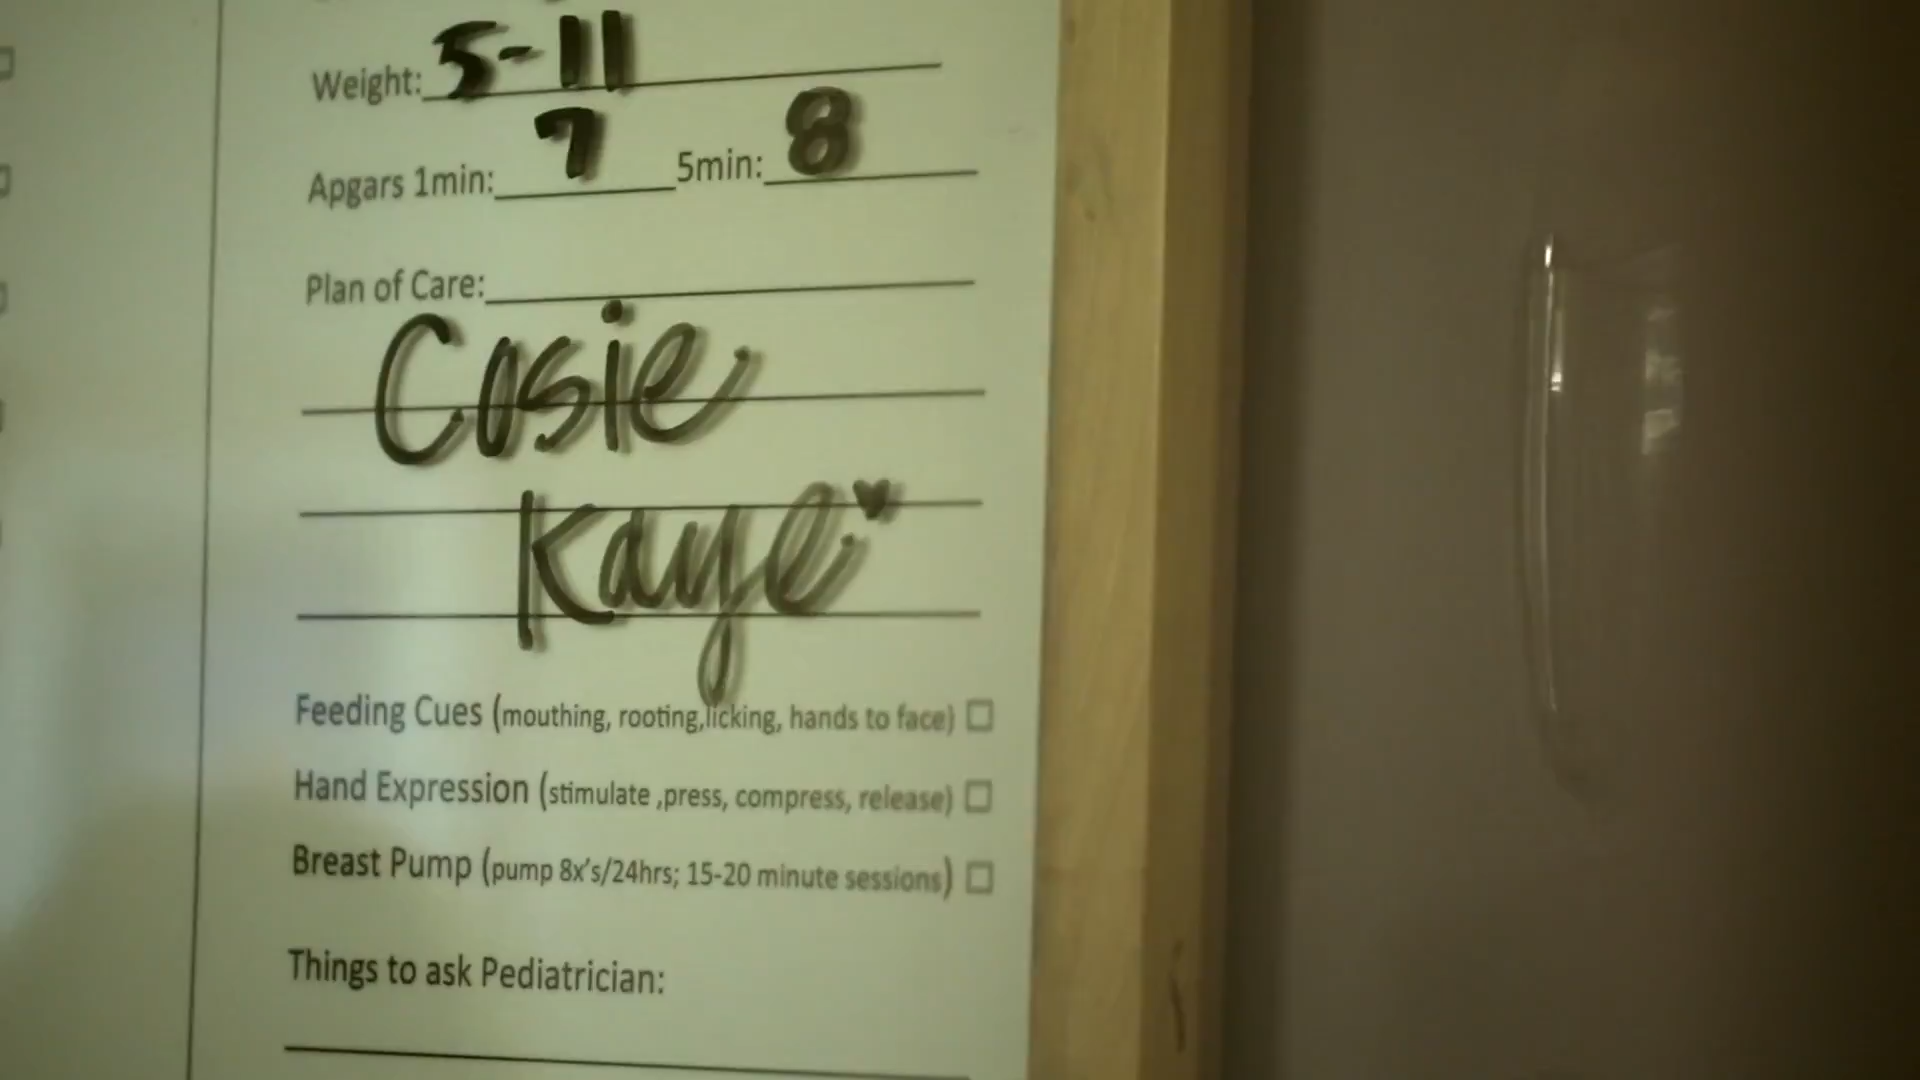 Weight: 5-11
Apgars 1min: 7 5min: 8
Plan of Care:
Cosie
Kaye
Feeding Cues (mouthing, rooting,licking, hands to face)
Hand Expression (stimulate ,press, compress, release)
Breast Pump (pump 8x's/24hrs; 15-20 minute sessions)
Things to ask Pediatrician: